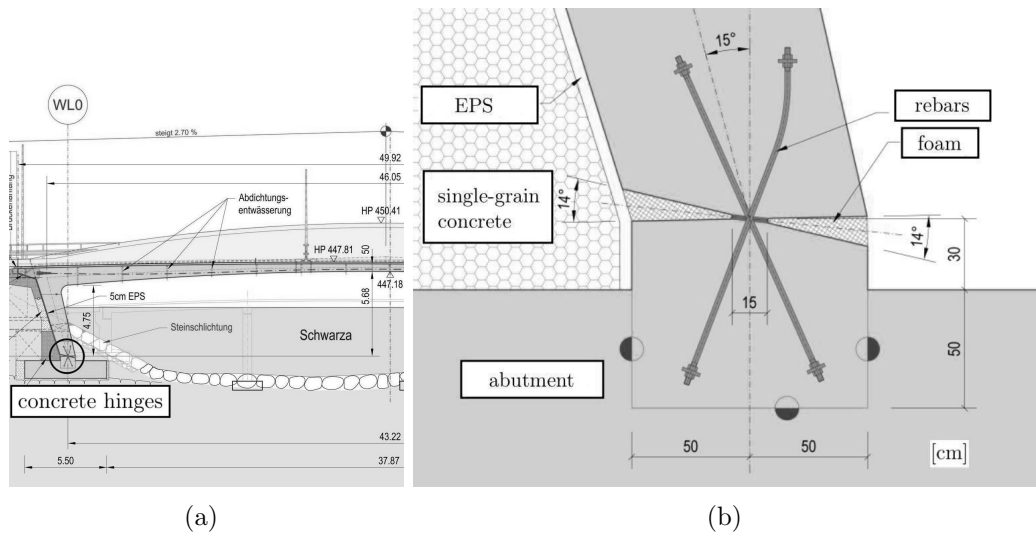 WL0
steigt 2.70 %
49.92
46.05
Abdichtungs-
entwässerung
HP 450.41
HP 447.81
50
447.18
5cm EPS
4.75
5.68
Steinschlichtung
Schwarza
concrete hinges
43.22
5.50
37.87
(a)
15°
EPS
rebars
foam
single-grain
concrete
14°
14°
30
15
50
abutment
50
50
[cm]
(b)